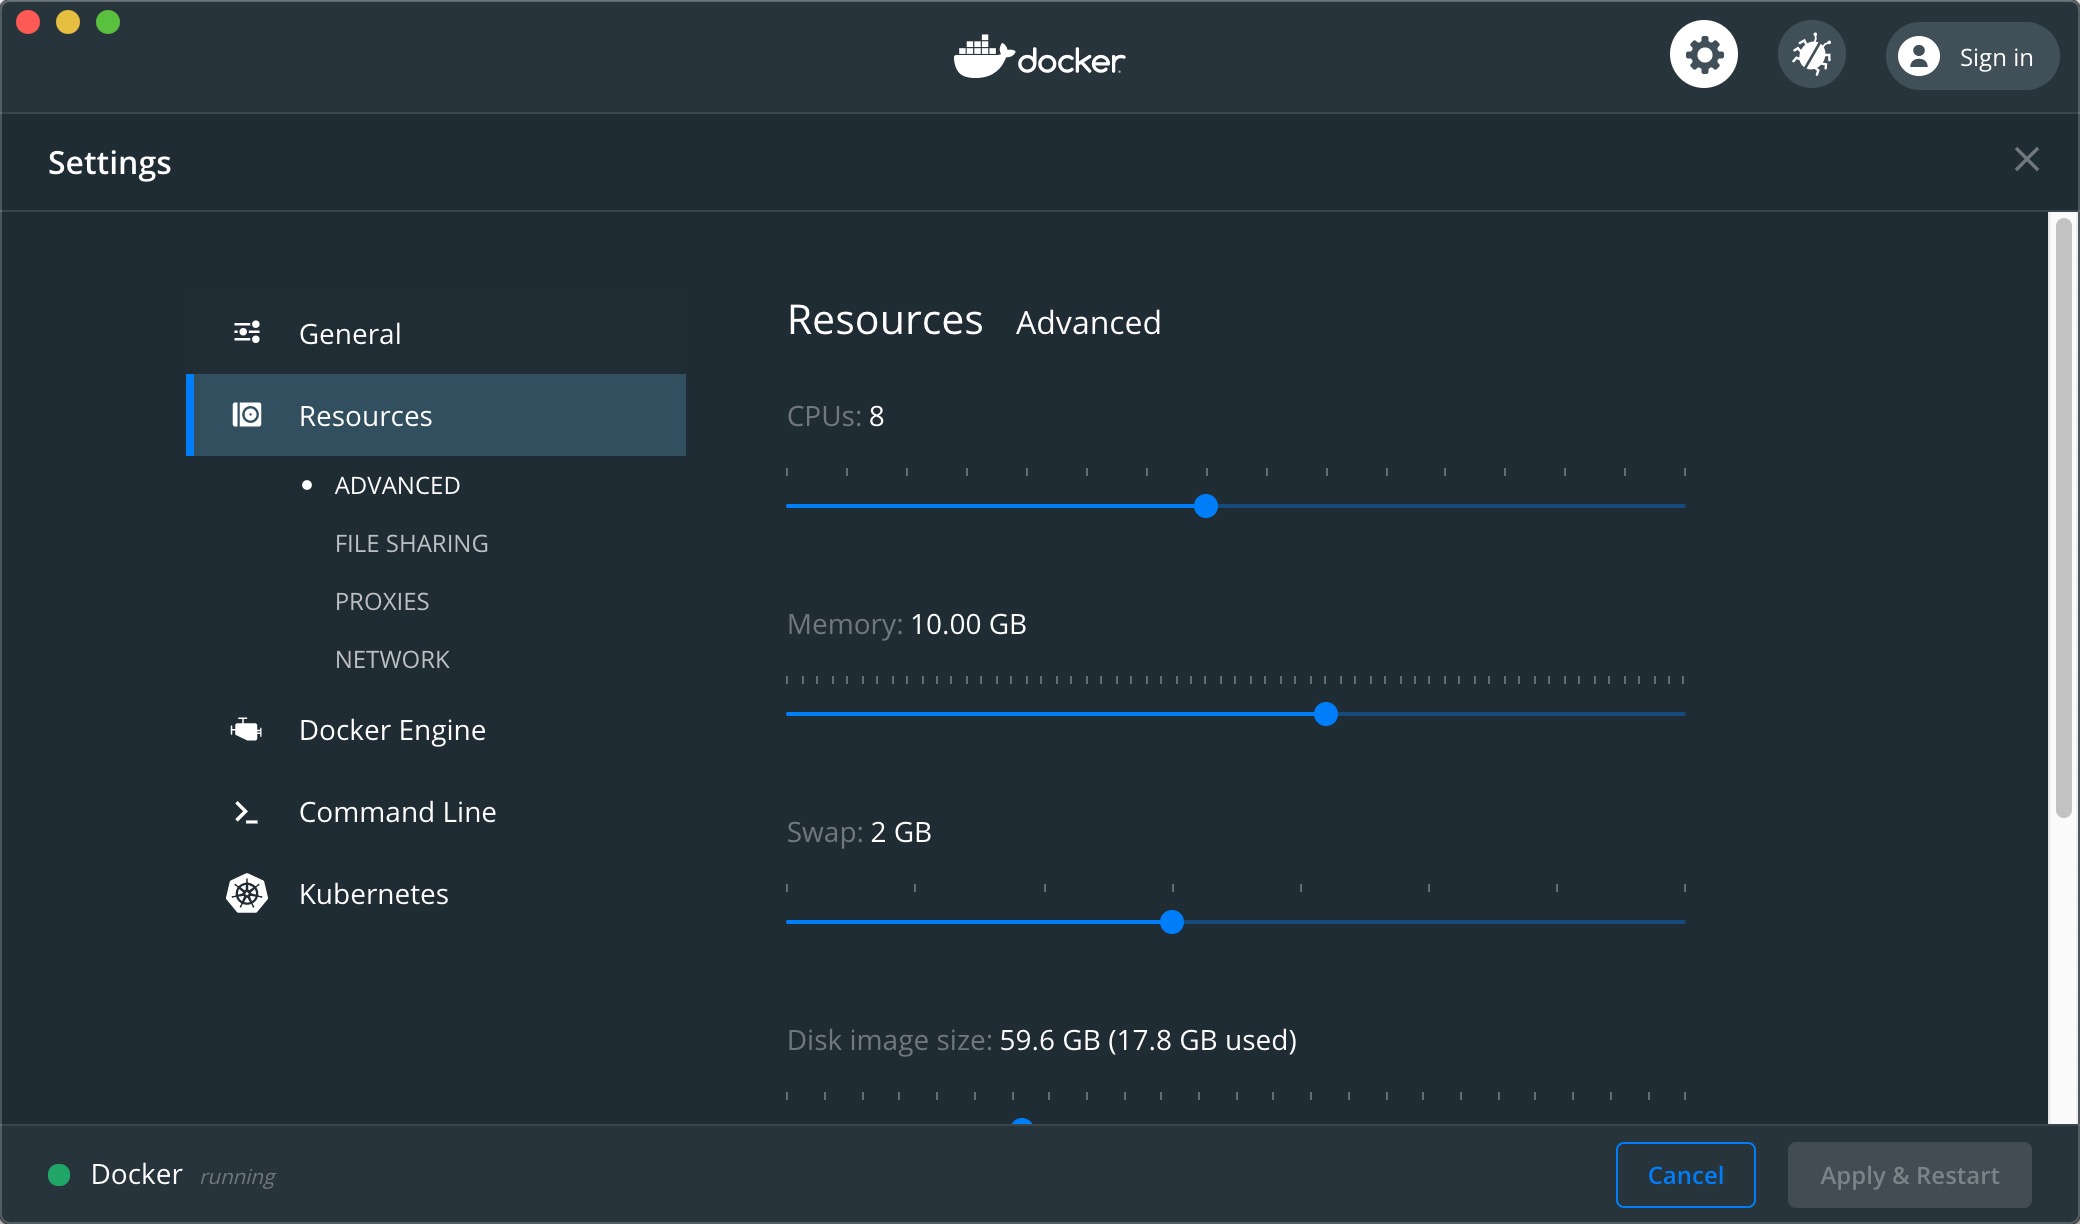 docker
Sign in
Settings
General
Resources
ADVANCED
FILE SHARING
PROXIES
NETWORK
Docker Engine
Command Line
Kubernetes
Resources Advanced
CPUs: 8
Memory: 10.00 GB
Swap: 2 GB
Disk image size: 59.6 GB (17.8 GB used)
Docker running
Cancel
Apply & Restart